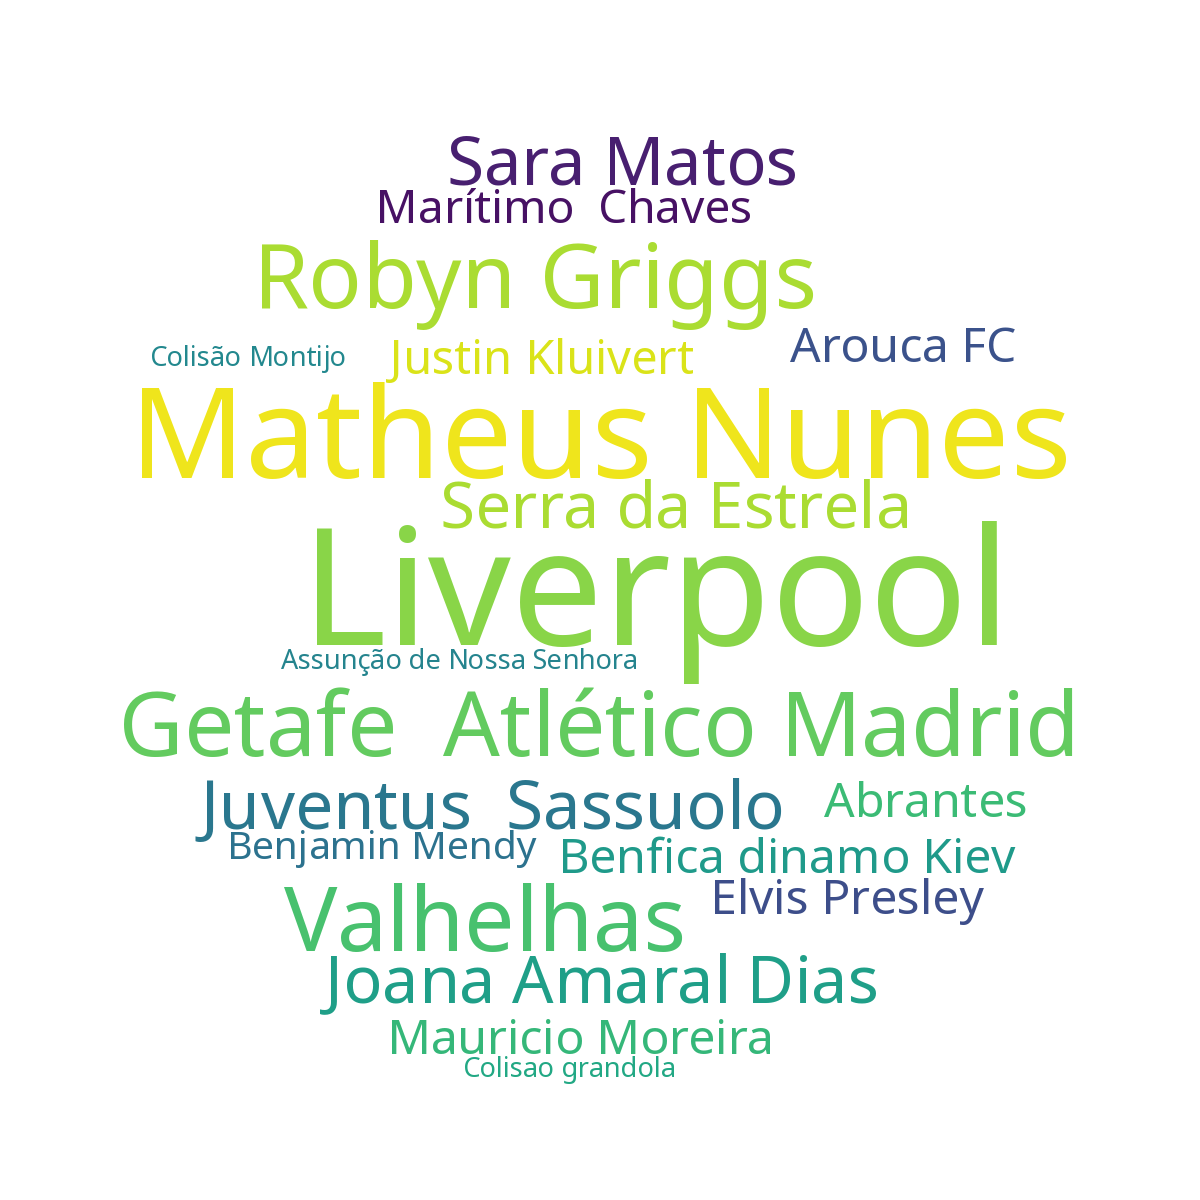 Sara Matos
Marítimo  Chaves
Robyn Griggs
Arouca FC
Colisão Montijo
Justin Kluivert
Matheus Nunes
Serra da Estrela
Liverpool
Assunção de Nossa Senhora
Getafe  Atlético Madrid
Juventus  Sassuolo
Abrantes
Benjamin Mendy
Benfica dinamo Kiev
Valhelhas
Elvis Presley
Joana Amaral Dias
Mauricio Moreira
Colisao grandola